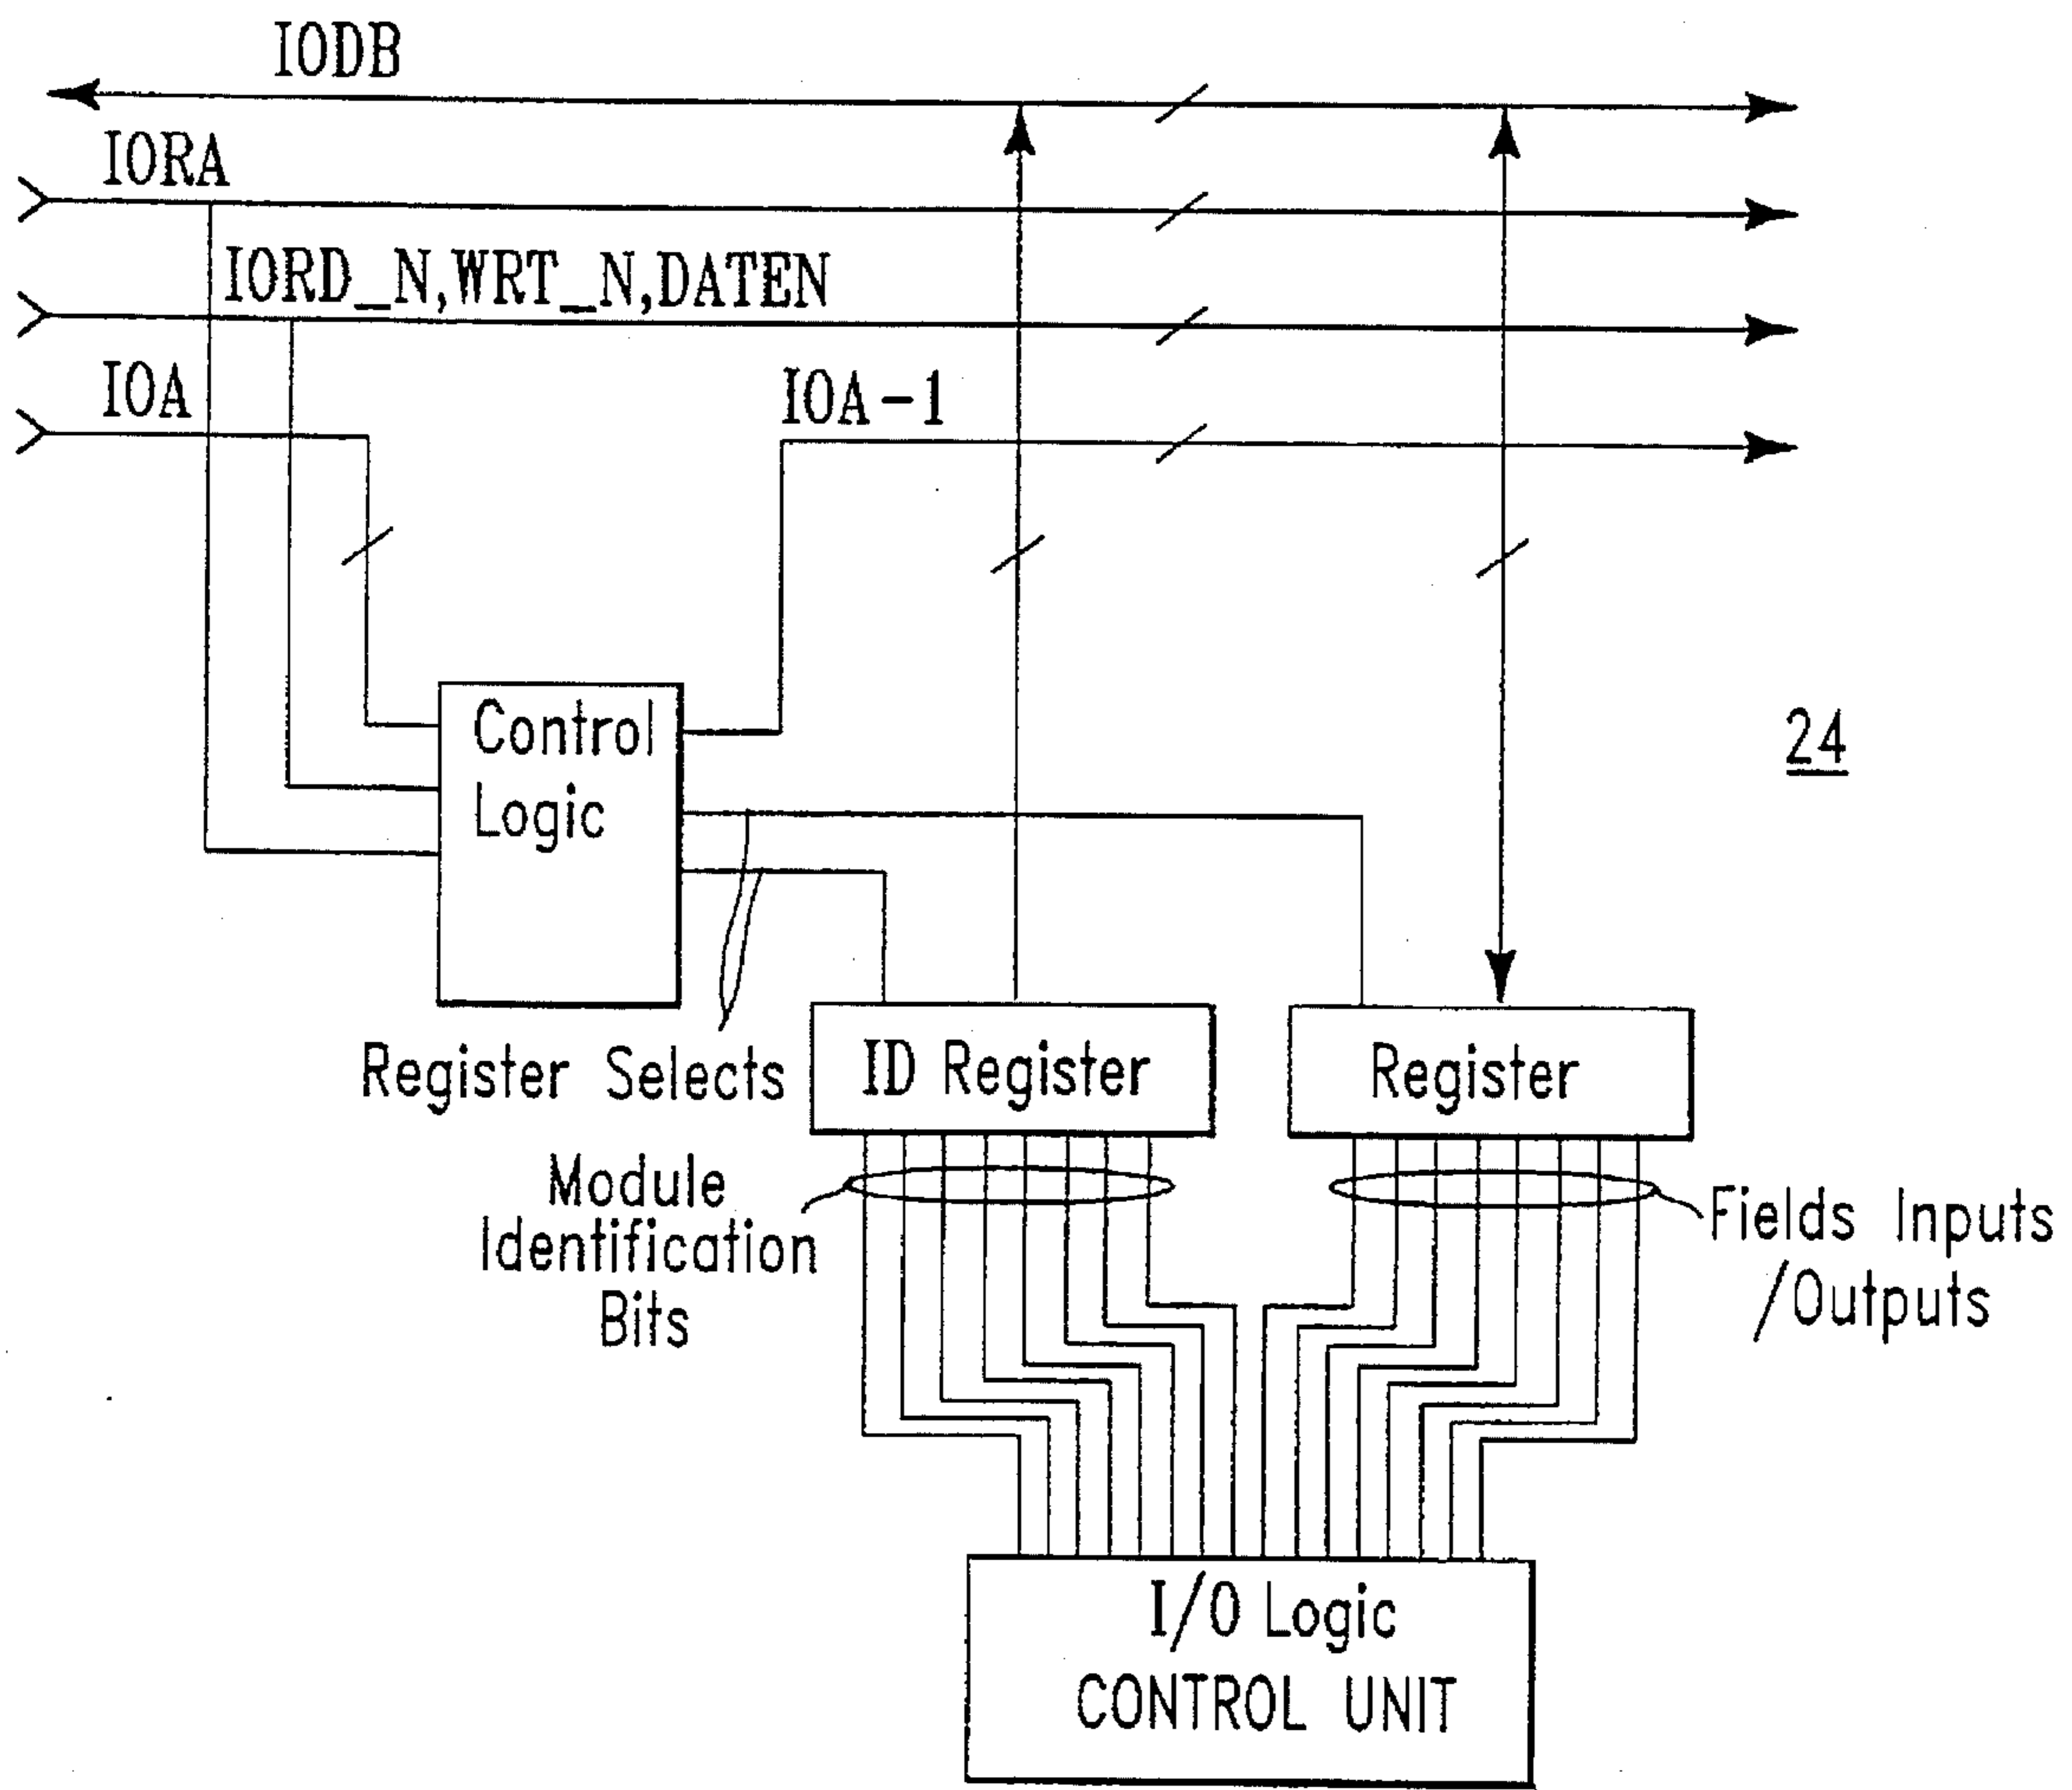 IODB
IORA
IORD_N,WRT_N,DATEN
IOA
IOA-1
24
Control
Logic
Register Selects
ID Register
Register
Module
Identification
Bits
Fields Inputs
/Outputs
I/O Logic
CONTROL UNIT